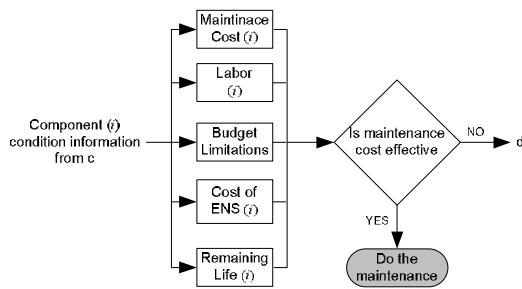 Maintinace
Cost (i)
Labor
(i)
Component (i)
condition information
from c
Budget
Limitations
Is maintenance
cost effective
NO
d
Cost of
ENS (i)
YES
Remaining
Life (i)
Do the
maintenance